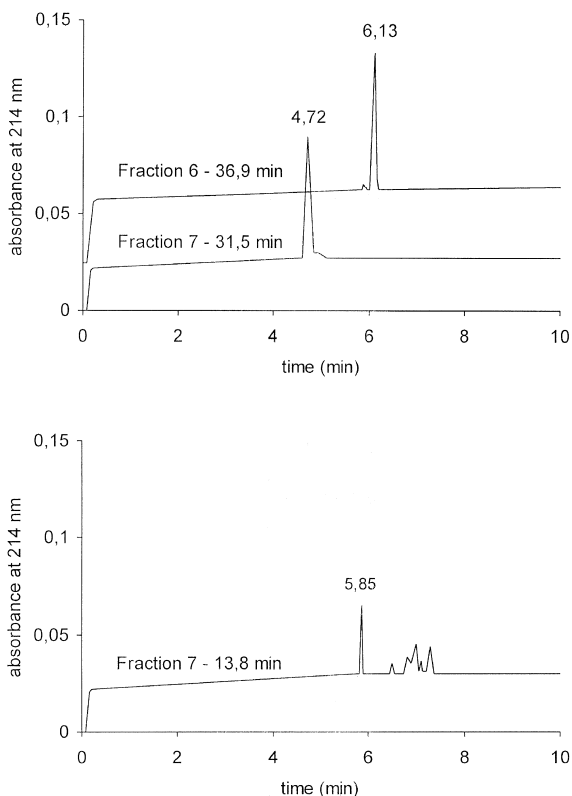 0,15
6,13
0,1
4,72
Fraction 6 - 36,9 min
0,05
Fraction 7 - 31,5 min
0
0 2 4 6 8 10
time (min)
absorbance at 214 nm
0,15
0,1
5,85
0,05
Fraction 7 - 13,8 min
0
0 2 4 6 8 10
time (min)
absorbance at 214 nm